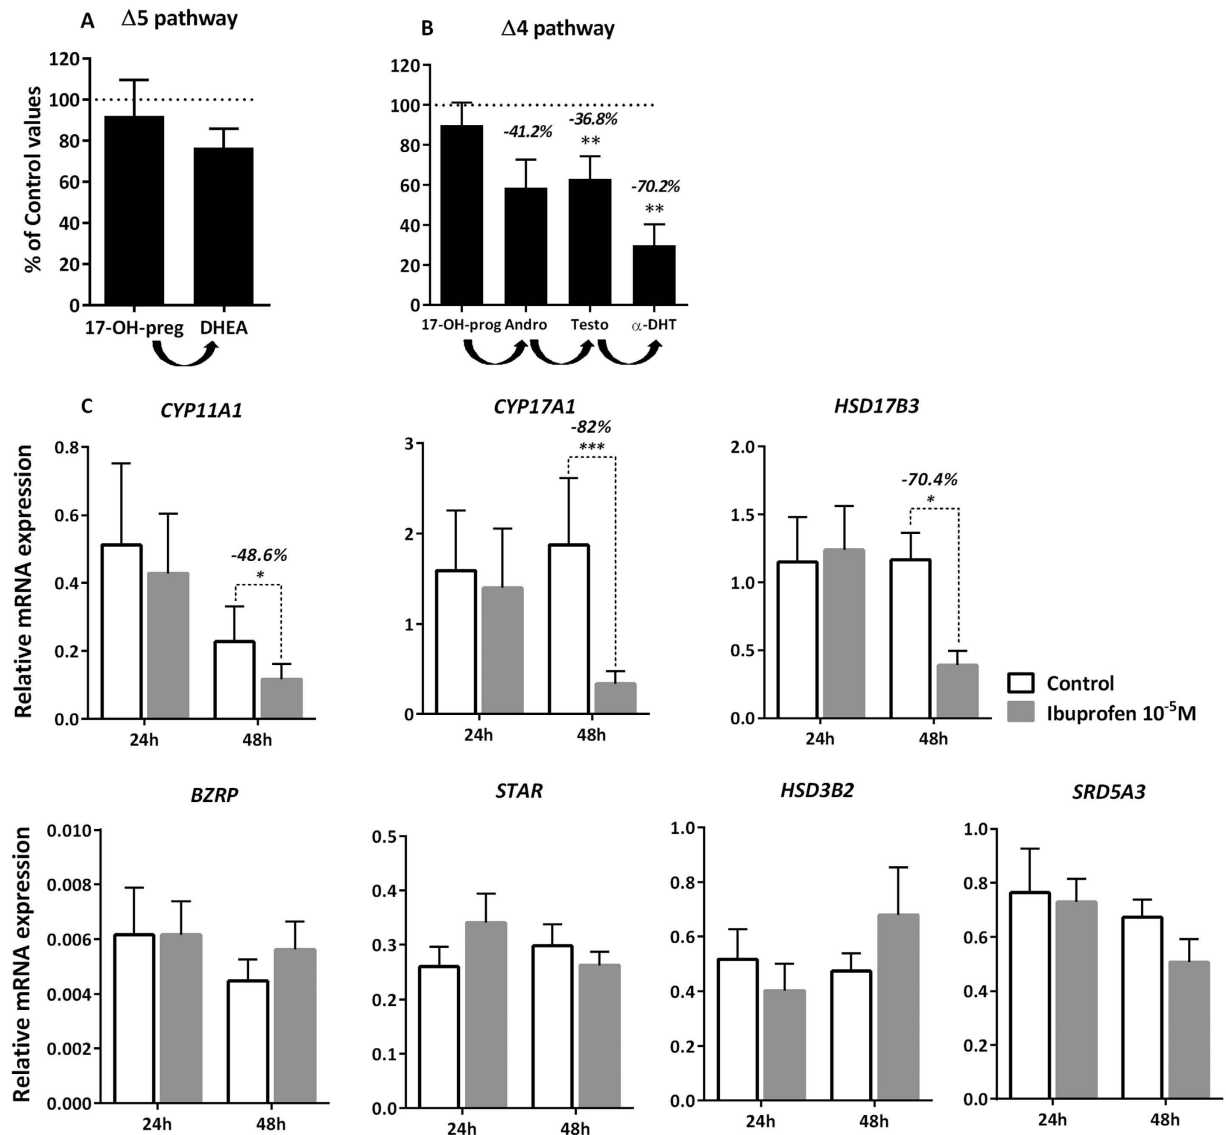 A Δ5 pathway
% of Control values
120
100
80
60
40
20
0
17-OH-preg DHEA
B Δ4 pathway
120
100
80
60
40
20
0
-41.2%
-36.8%
**
-70.2%
**
17-OH-prog Andro Testo α-DHT
C CYP11A1
Relative mRNA expression
0.8
0.6
0.4
0.2
0.0
-48.6%
*
24h 48h
CYP17A1
3
2
1
0
-82%
***
24h 48h
HSD17B3
2.0
1.5
1.0
0.5
0.0
-70.4%
*
24h 48h
Control
Ibuprofen 10⁻⁵M
BZRP
Relative mRNA expression
0.010
0.008
0.006
0.004
0.002
0.000
24h 48h
STAR
0.5
0.4
0.3
0.2
0.1
0.0
24h 48h
HSD3B2
1.0
0.8
0.6
0.4
0.2
0.0
24h 48h
SRD5A3
1.0
0.8
0.6
0.4
0.2
0.0
24h 48h